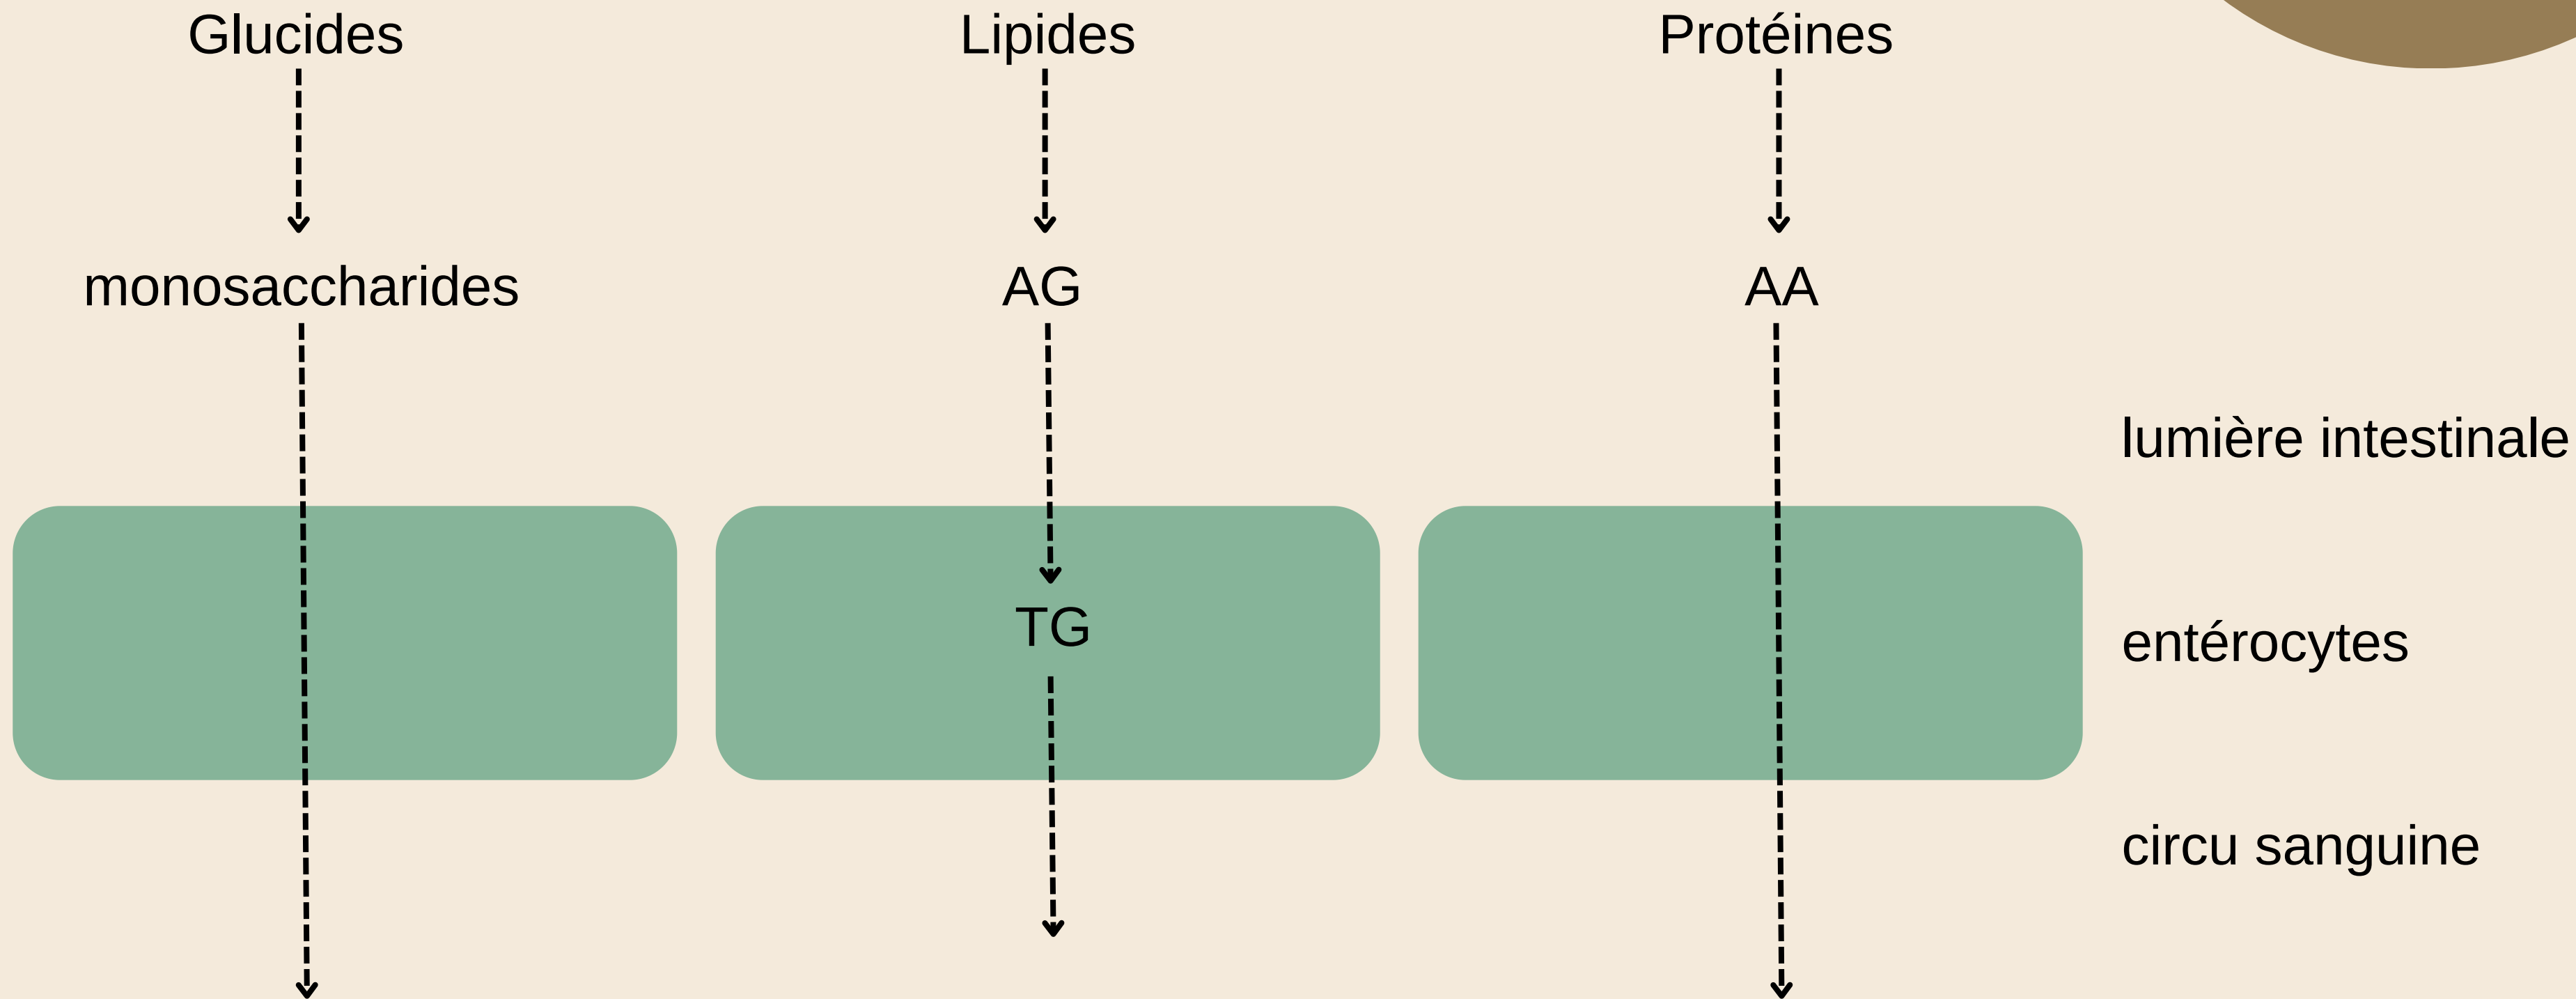 Glucides
Lipides
Protéines
monosaccharides
AG
AA
lumière intestinale
TG
entérocytes
circu sanguine